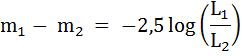 m₁ − m₂ = −2,5 log(L₁/L₂)